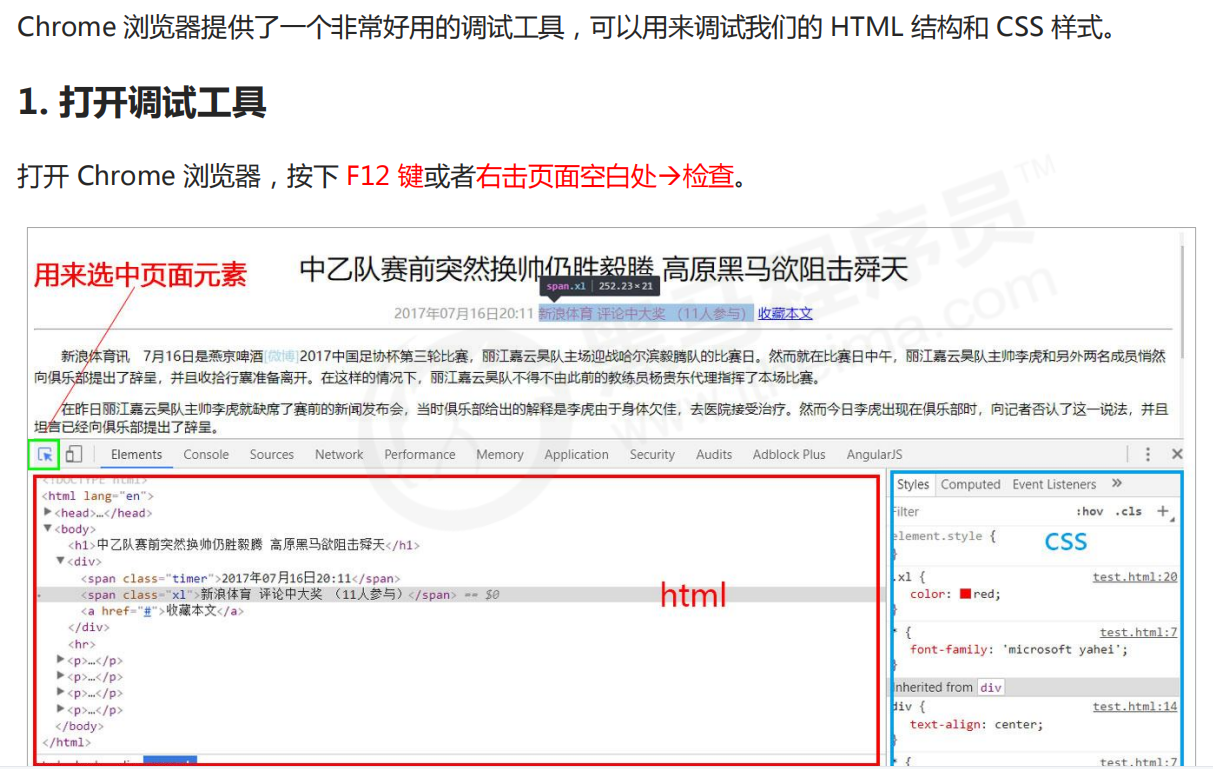 Chrome 浏览器提供了一个非常好用的调试工具，可以用来调试我们的 HTML 结构和 CSS 样式。
1. 打开调试工具
打开 Chrome 浏览器，按下 F12 键或者右击页面空白处→检查。
用来选中页面元素
中乙队赛前突然换帅仍胜毅腾 高原黑马欲阻击舜天
span.xl | 252.23×21
2017年07月16日20:11 新浪体育 评论中大奖 （11人参与） 收藏本文
新浪体育讯 7月16日是燕京啤酒[微博]2017中国足协杯第三轮比赛，丽江嘉云昊队主场迎战哈尔滨毅腾队的比赛日。然而就在比赛日中午，丽江嘉云昊队主帅李虎和另外两名成员悄然
向俱乐部提出了辞呈，并且收拾行囊准备离开。在这样的情况下，丽江嘉云昊队不得不由此前的教练员杨贵东代理指挥了本场比赛。
在昨日丽江嘉云昊队主帅李虎就缺席了赛前的新闻发布会，当时俱乐部给出的解释是李虎由于身体欠佳，去医院接受治疗。然而今日李虎出现在俱乐部时，向记者否认了这一说法，并且
坦言已经向俱乐部提出了辞呈。
Elements Console Sources Network Performance Memory Application Security Audits Adblock Plus AngularJS
<!DOCTYPE html>
<html lang="en">
<head>…</head>
<body>
<h1>中乙队赛前突然换帅仍胜毅腾 高原黑马欲阻击舜天</h1>
<div>
<span class="timer">2017年07月16日20:11</span>
<span class="xl">新浪体育 评论中大奖 （11人参与）</span> == $0
<a href="#">收藏本文</a>
</div>
<hr>
<p>…</p>
<p>…</p>
<p>…</p>
<p>…</p>
</body>
</html>
html
Styles Computed Event Listeners »
Filter :hov .cls +
element.style {
}
CSS
.xl { test.html:20
color: red;
}
* { test.html:7
font-family: 'microsoft yahei';
}
Inherited from div
div { test.html:14
text-align: center;
}
* { test.html:7
黑马程序员™
www.itheima.com